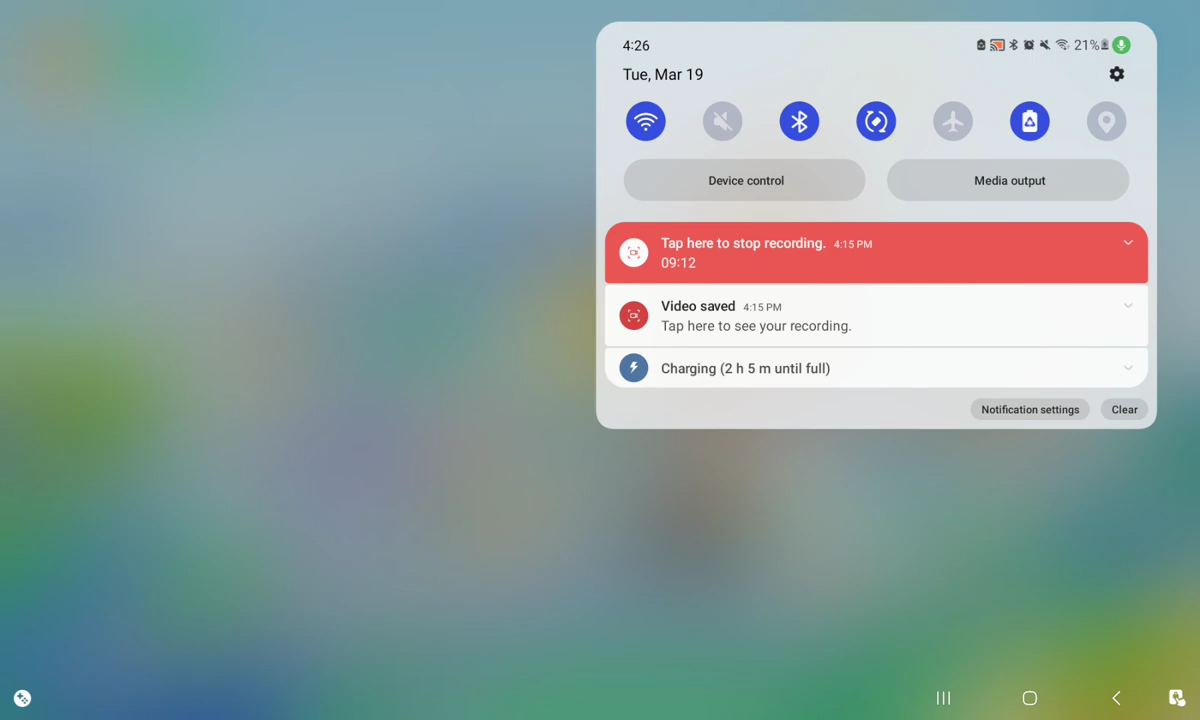 4:26
21%
Tue, Mar 19
Device control
Media output
Tap here to stop recording. 4:15 PM
09:12
Video saved 4:15 PM
Tap here to see your recording.
Charging (2 h 5 m until full)
Notification settings
Clear